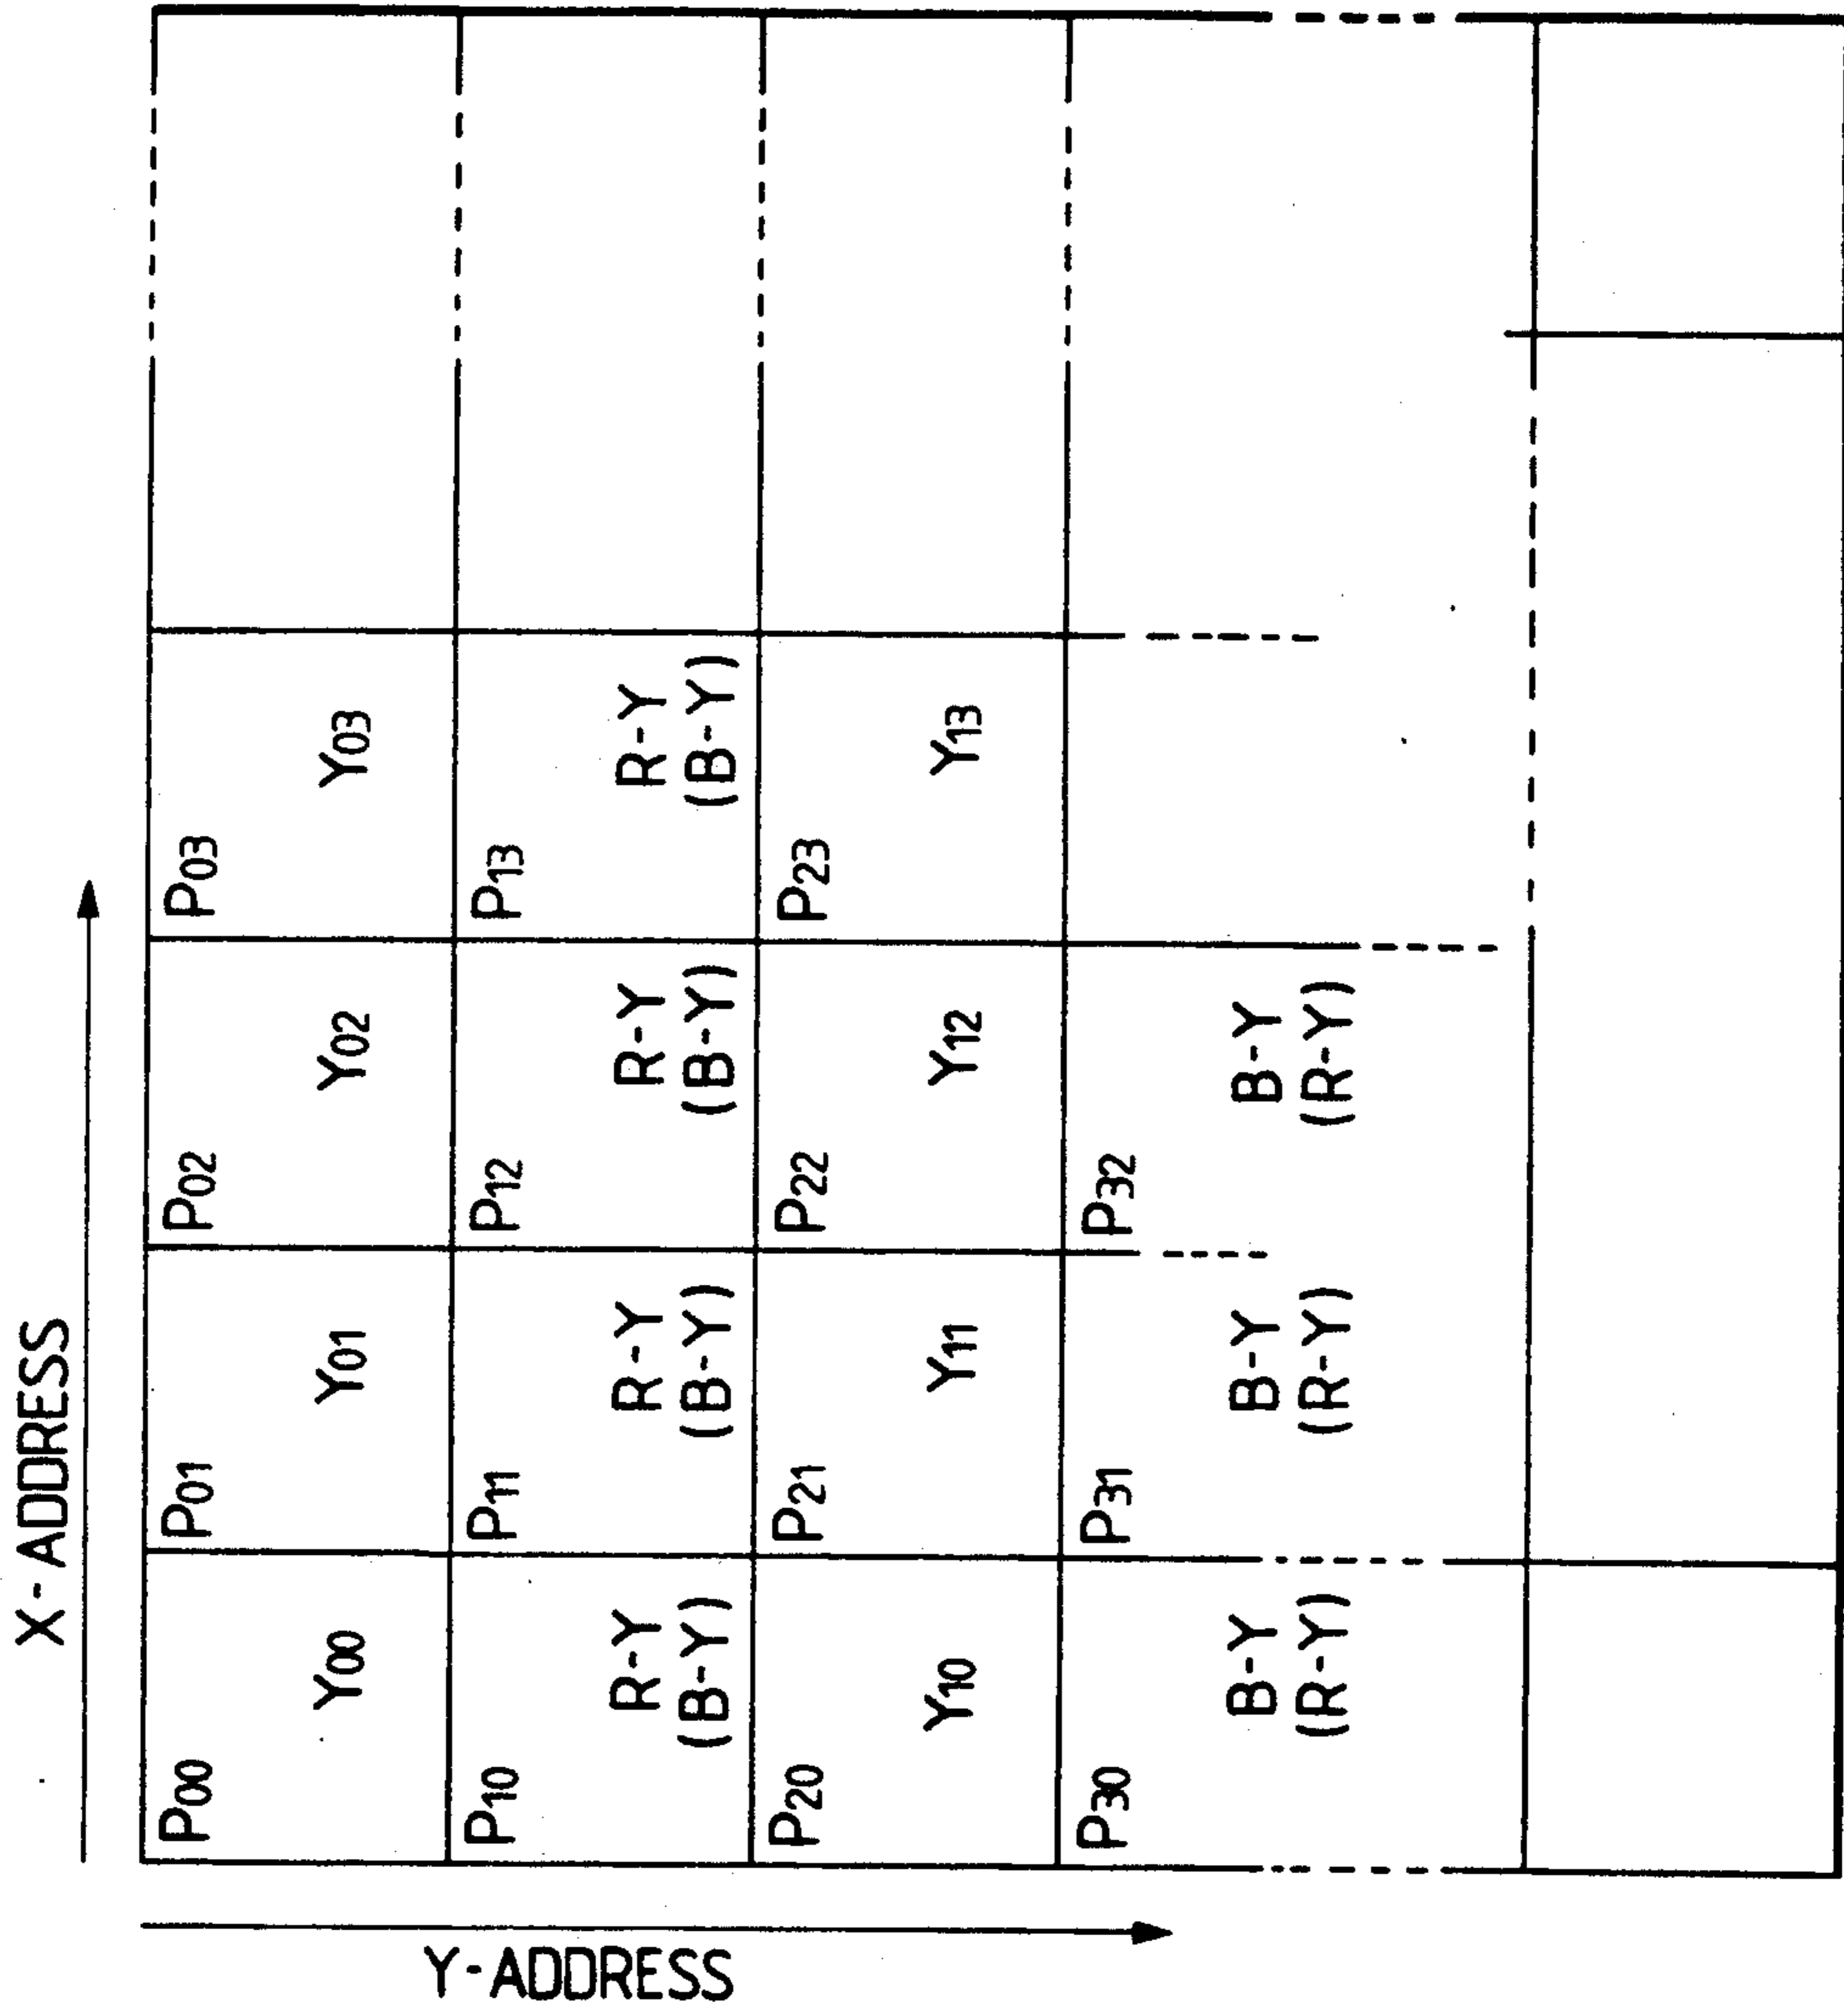 X-ADDRESS
Y-ADDRESS
P00 P01 P02 P03
Y00 Y01 Y02 Y03
P10 P11 P12 P13
R-Y R-Y R-Y R-Y
(B-Y) (B-Y) (B-Y) (B-Y)
P20 P21 P22 P23
Y10 Y11 Y12 Y13
P30 P31 P32
B-Y B-Y B-Y
(R-Y) (R-Y) (R-Y)